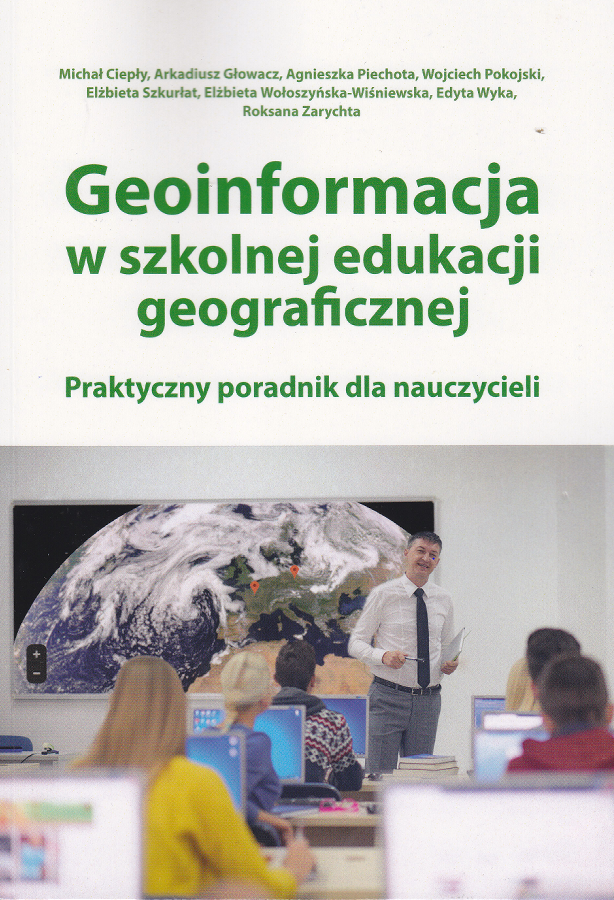 Michał Ciepły, Arkadiusz Głowacz, Agnieszka Piechota, Wojciech Pokojski,
Elżbieta Szkurłat, Elżbieta Wołoszyńska-Wiśniewska, Edyta Wyka,
Roksana Zarychta
Geoinformacja
w szkolnej edukacji
geograficznej
Praktyczny poradnik dla nauczycieli